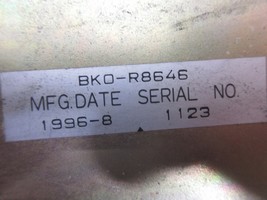 BKO-R8646
MFG.DATE SERIAL NO.
1996-8 1123